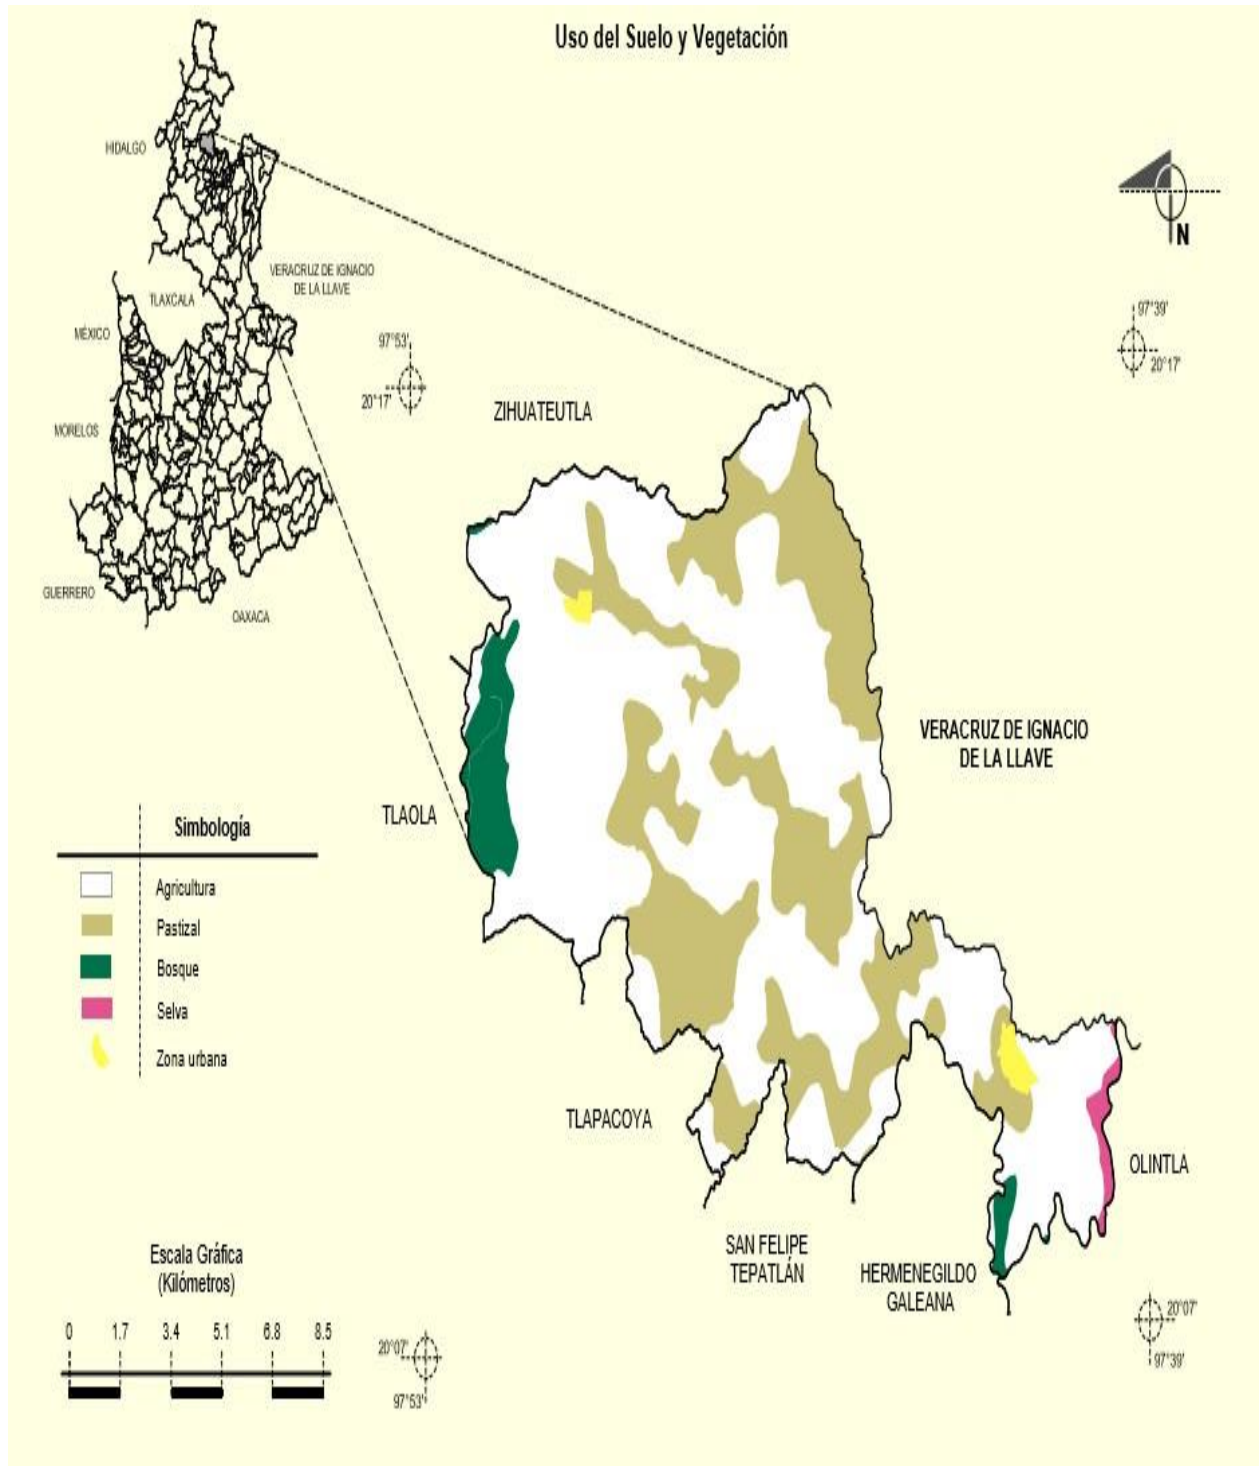 Uso del Suelo y Vegetación
HIDALGO
VERACRUZ DE IGNACIO
DE LA LLAVE
TLAXCALA
MÉXICO
MORELOS
GUERRERO
OAXACA
N
97°53'
20°17'
97°39'
20°17'
ZIHUATEUTLA
VERACRUZ DE IGNACIO
DE LA LLAVE
TLAOLA
Simbología
Agricultura
Pastizal
Bosque
Selva
Zona urbana
TLAPACOYA
OLINTLA
SAN FELIPE
TEPATLÁN
HERMENEGILDO
GALEANA
Escala Gráfica
(Kilómetros)
0 1.7 3.4 5.1 6.8 8.5
20°07'
97°53'
20°07'
97°39'